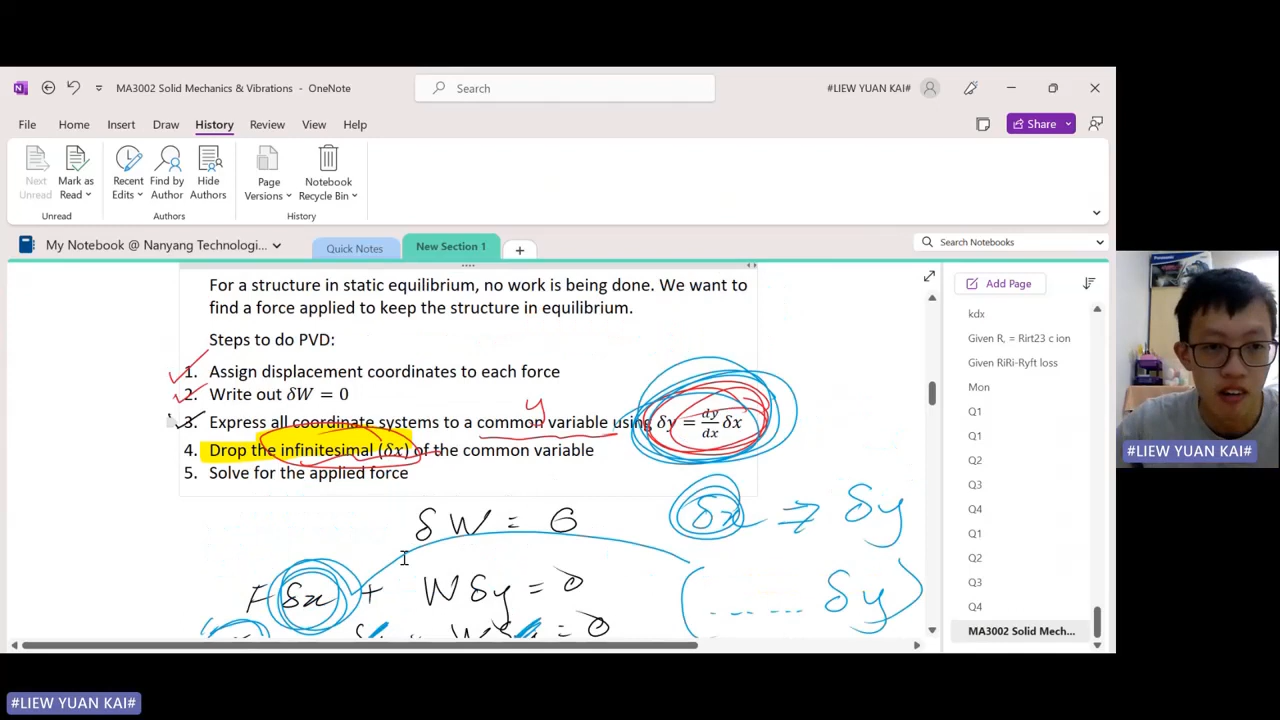 MA3002 Solid Mechanics & Vibrations - OneNote
Search
#LIEW YUAN KAI#
File Home Insert Draw History Review View Help
Share
Next Unread
Mark as Read
Recent Edits
Find by Author
Hide Authors
Page Versions
Notebook Recycle Bin
Unread
Authors
History
My Notebook @ Nanyang Technologi...
Quick Notes
New Section 1
Search Notebooks
For a structure in static equilibrium, no work is being done. We want to
find a force applied to keep the structure in equilibrium.
Steps to do PVD:
1. Assign displacement coordinates to each force
2. Write out δW = 0
y
3. Express all coordinate systems to a common variable using δy = dy/dx δx
4. Drop the infinitesimal (δx) of the common variable
5. Solve for the applied force
δW = 0
δx ⇒ δy
Fδx + Wδy = 0
(...... δy)
Add Page
kdx
Given R, = Rirt23 c ion
Given RiRi-Ryft loss
Mon
Q1
Q1
Q2
Q3
Q4
Q1
Q2
Q3
Q4
MA3002 Solid Mech...
#LIEW YUAN KAI#
#LIEW YUAN KAI#